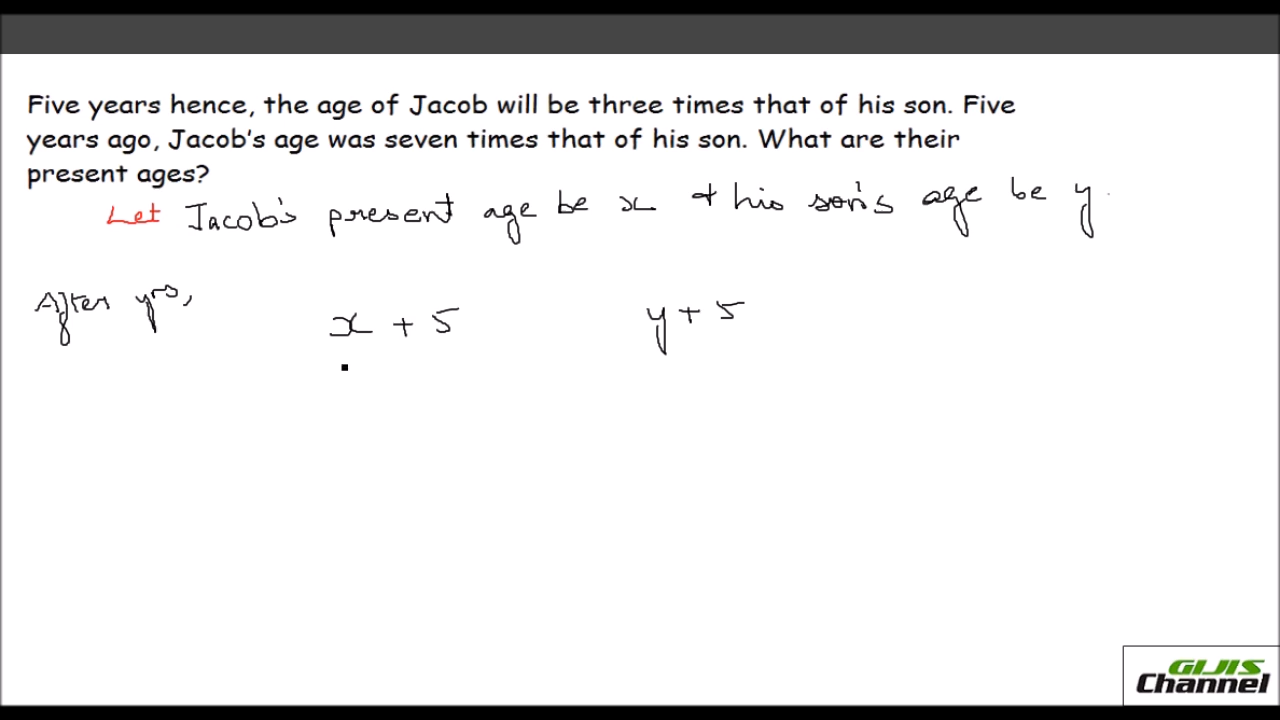 Five years hence, the age of Jacob will be three times that of his son. Five
years ago, Jacob's age was seven times that of his son. What are their
present ages?
Let Jacob's present age be x & his son's age be y
After yrs, x + 5 y + 5
GIJIS
Channel